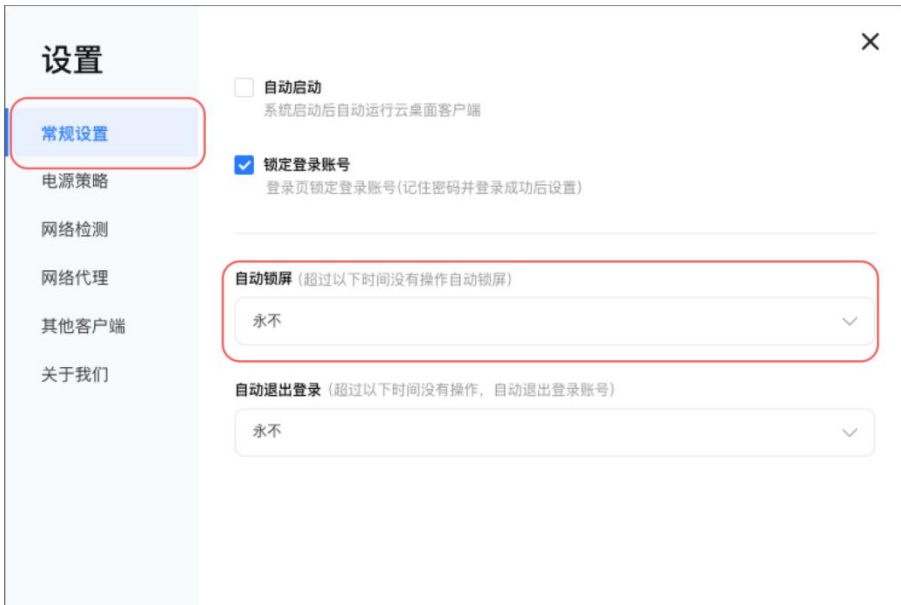 设置
常规设置
电源策略
网络检测
网络代理
其他客户端
关于我们
自动启动
系统启动后自动运行云桌面客户端
锁定登录账号
登录页锁定登录账号(记住密码并登录成功后设置)
自动锁屏（超过以下时间没有操作自动锁屏）
永不
自动退出登录（超过以下时间没有操作，自动退出登录账号）
永不